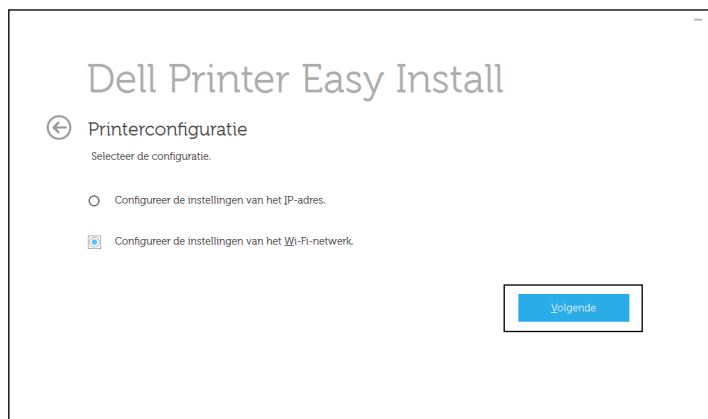 Dell Printer Easy Install
Printerconfiguratie
Selecteer de configuratie.
Configureer de instellingen van het IP-adres.
Configureer de instellingen van het Wi-Fi-netwerk.
Volgende